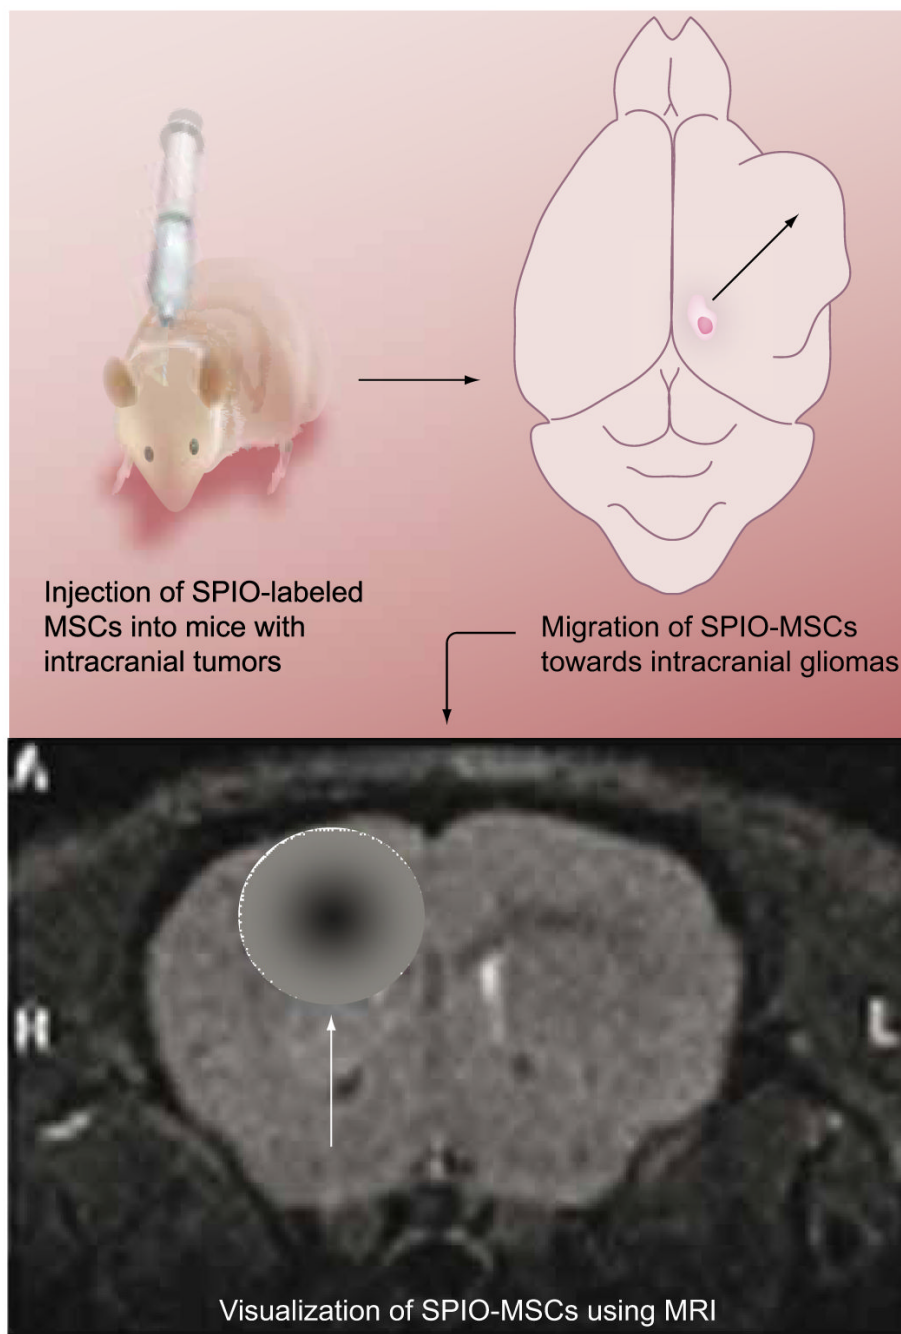 Injection of SPIO-labeled
MSCs into mice with
intracranial tumors
Migration of SPIO-MSCs
towards intracranial gliomas
A
H
L
Visualization of SPIO-MSCs using MRI